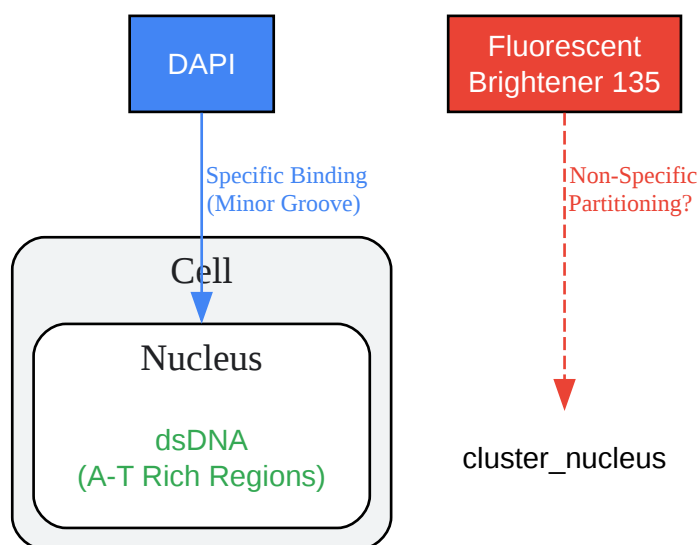 DAPI
Fluorescent
Brightener 135
Specific Binding
(Minor Groove)
Non-Specific
Partitioning?
Cell
Nucleus
dsDNA
(A-T Rich Regions)
cluster_nucleus